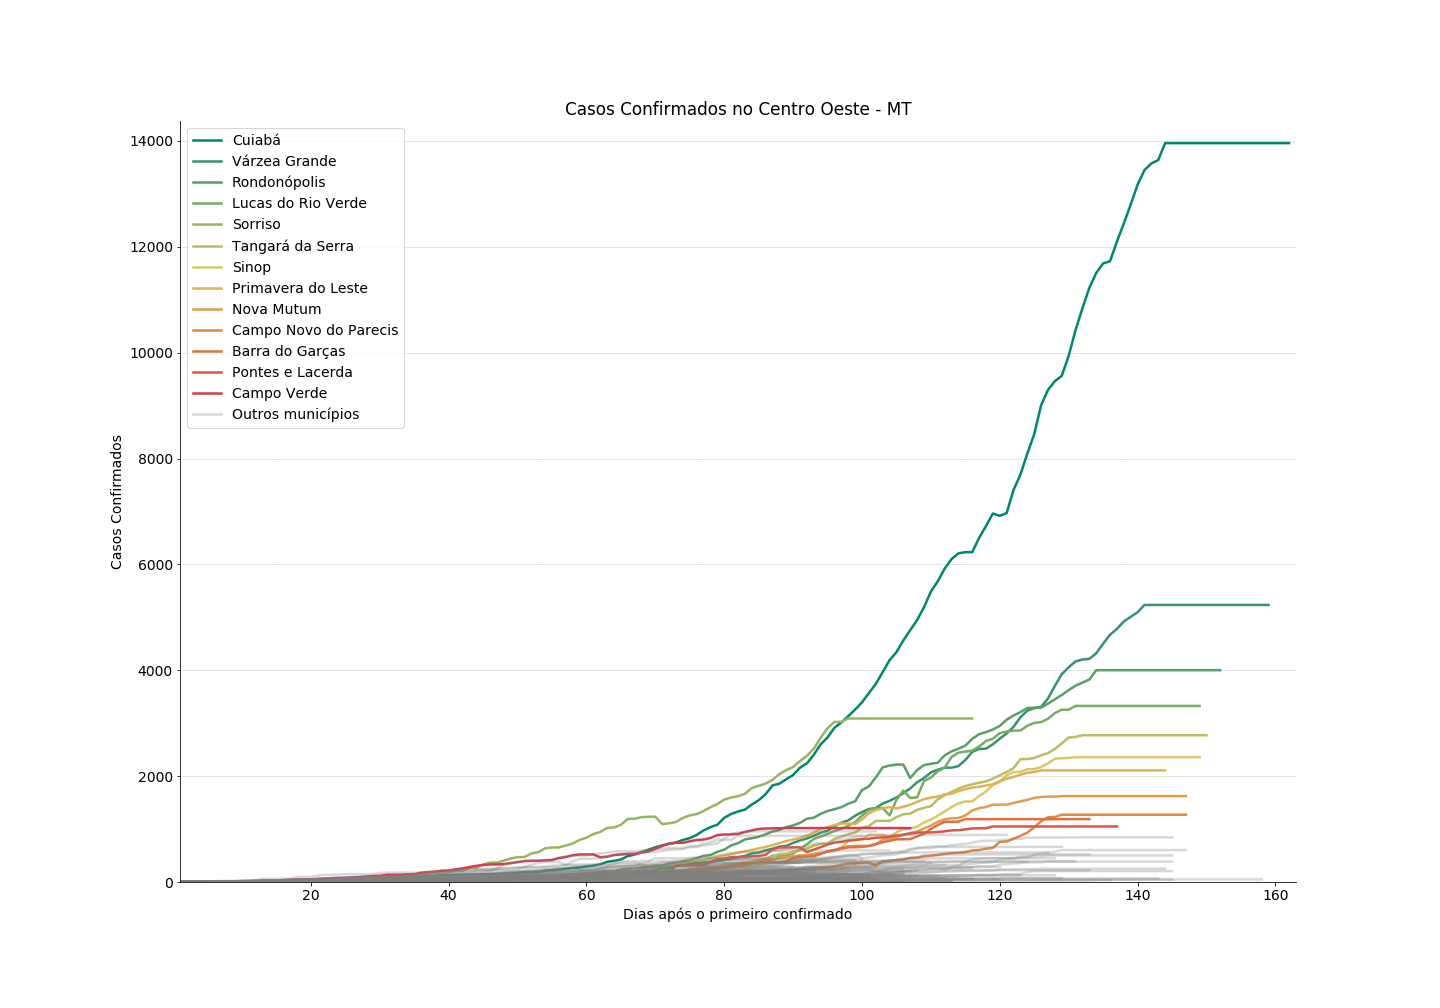 Casos Confirmados no Centro Oeste - MT
14000
12000
10000
8000
6000
4000
2000
0
Casos Confirmados
Cuiabá
Várzea Grande
Rondonópolis
Lucas do Rio Verde
Sorriso
Tangará da Serra
Sinop
Primavera do Leste
Nova Mutum
Campo Novo do Parecis
Barra do Garças
Pontes e Lacerda
Campo Verde
Outros municípios
20 40 60 80 100 120 140 160
Dias após o primeiro confirmado